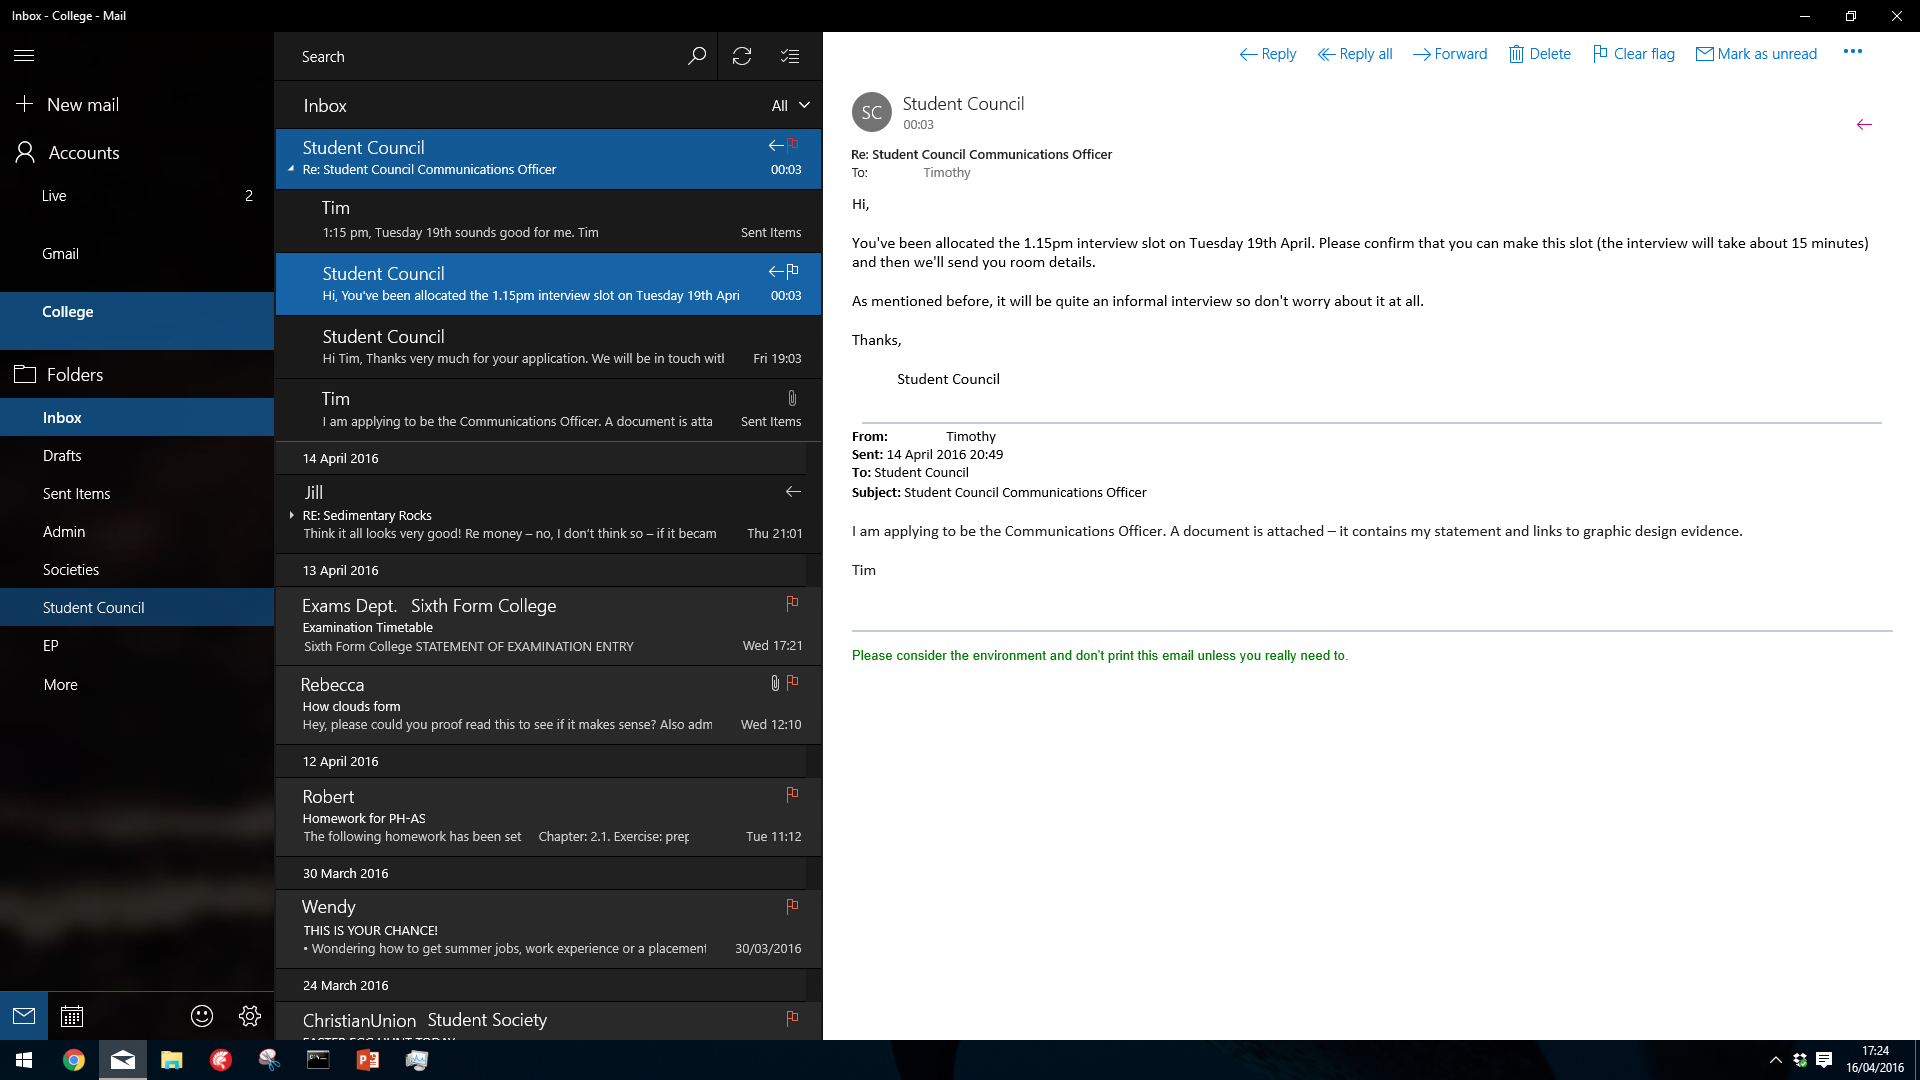 Inbox - College - Mail
New mail
Accounts
Live 2
Gmail
College
Folders
Inbox
Drafts
Sent Items
Admin
Societies
Student Council
EP
More
Search
Inbox All
Student Council
Re: Student Council Communications Officer 00:03
Tim
1:15 pm, Tuesday 19th sounds good for me. Tim Sent Items
Student Council
Hi, You've been allocated the 1.15pm interview slot on Tuesday 19th Apri 00:03
Student Council
Hi Tim, Thanks very much for your application. We will be in touch with Fri 19:03
Tim
I am applying to be the Communications Officer. A document is atta Sent Items
14 April 2016
Jill
RE: Sedimentary Rocks
Think it all looks very good! Re money – no, I don't think so – if it becam Thu 21:01
13 April 2016
Exams Dept. Sixth Form College
Examination Timetable
Sixth Form College STATEMENT OF EXAMINATION ENTRY Wed 17:21
Rebecca
How clouds form
Hey, please could you proof read this to see if it makes sense? Also adm Wed 12:10
12 April 2016
Robert
Homework for PH-AS
The following homework has been set Chapter: 2.1. Exercise: prep Tue 11:12
30 March 2016
Wendy
THIS IS YOUR CHANCE!
• Wondering how to get summer jobs, work experience or a placement 30/03/2016
24 March 2016
ChristianUnion Student Society
EASTER EGG HUNT TODAY
Reply Reply all Forward Delete Clear flag Mark as unread
SC
Student Council
00:03
Re: Student Council Communications Officer
To: Timothy
Hi,
You've been allocated the 1.15pm interview slot on Tuesday 19th April. Please confirm that you can make this slot (the interview will take about 15 minutes)
and then we'll send you room details.
As mentioned before, it will be quite an informal interview so don't worry about it at all.
Thanks,
Student Council
From: Timothy
Sent: 14 April 2016 20:49
To: Student Council
Subject: Student Council Communications Officer
I am applying to be the Communications Officer. A document is attached – it contains my statement and links to graphic design evidence.
Tim
Please consider the environment and don't print this email unless you really need to.
17:24
16/04/2016